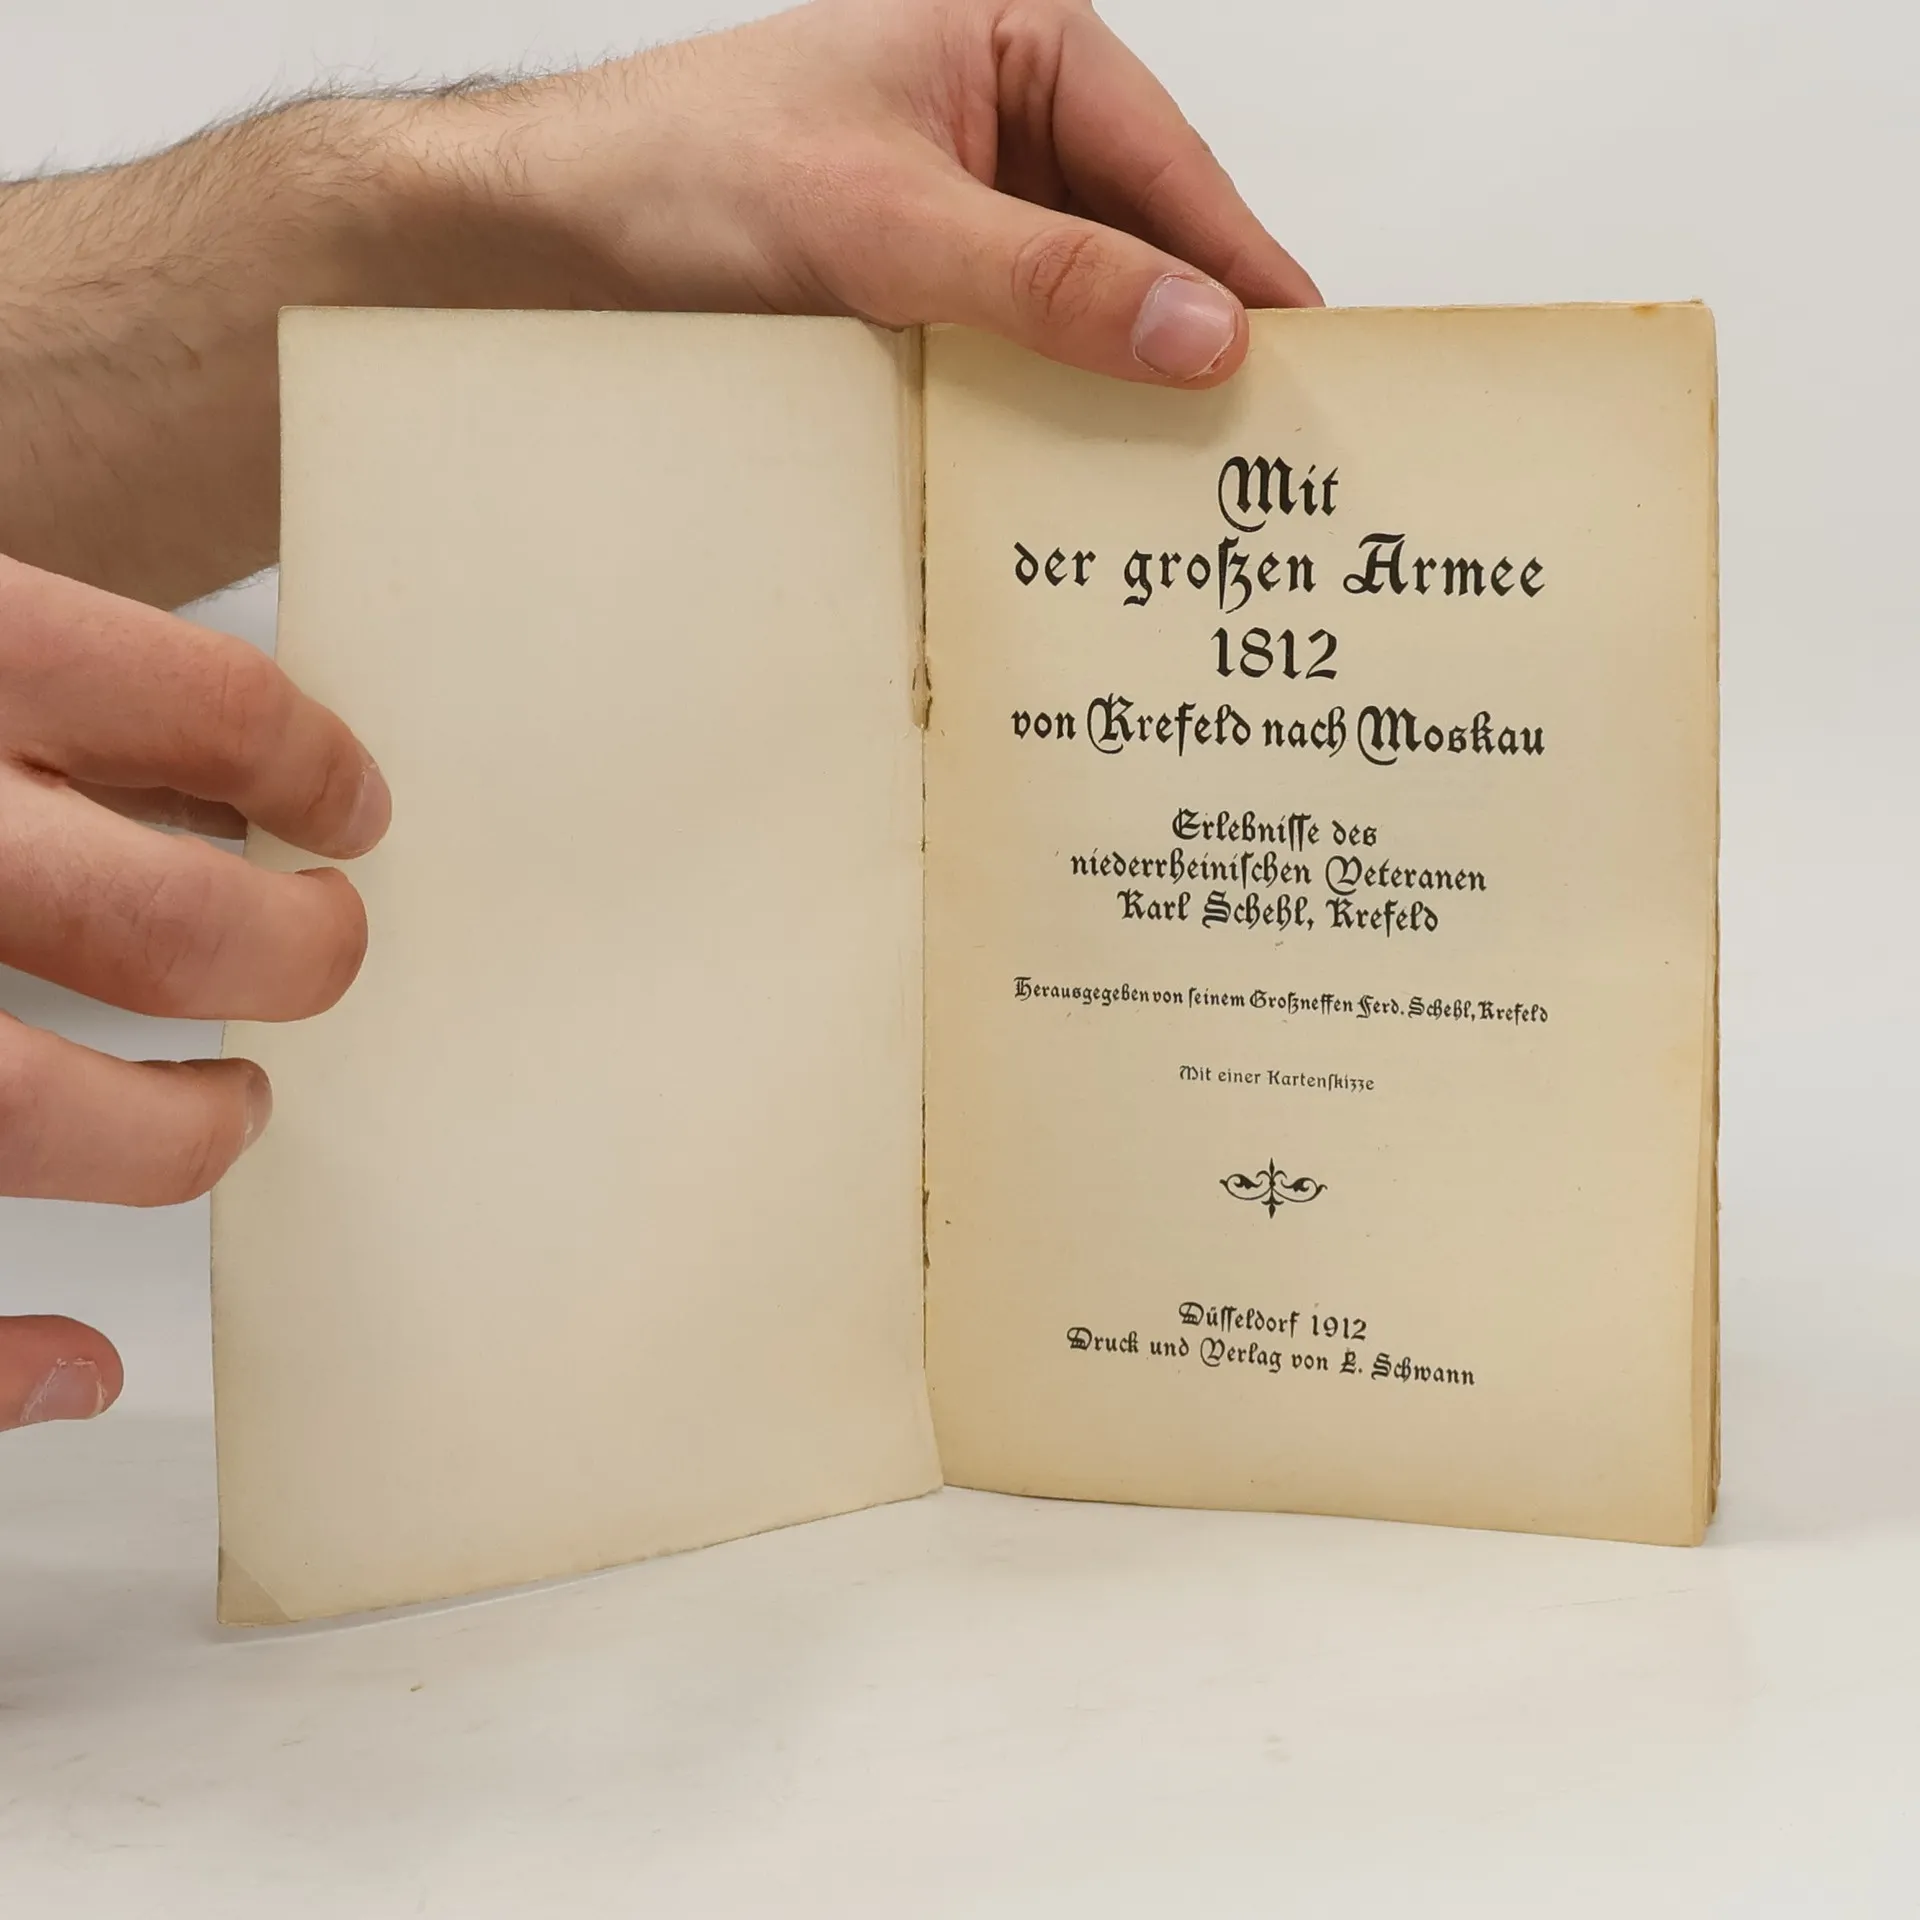 Mit
der großen Armee
1812
von Krefeld nach Moskau
Erlebniſſe des
niederrheiniſchen Veteranen
Karl Schehl, Krefeld
Herausgegeben von ſeinem Großneffen Ferd. Schehl, Krefeld
Mit einer Kartenſkizze
Düſſeldorf 1912
Druck und Verlag von L. Schwann